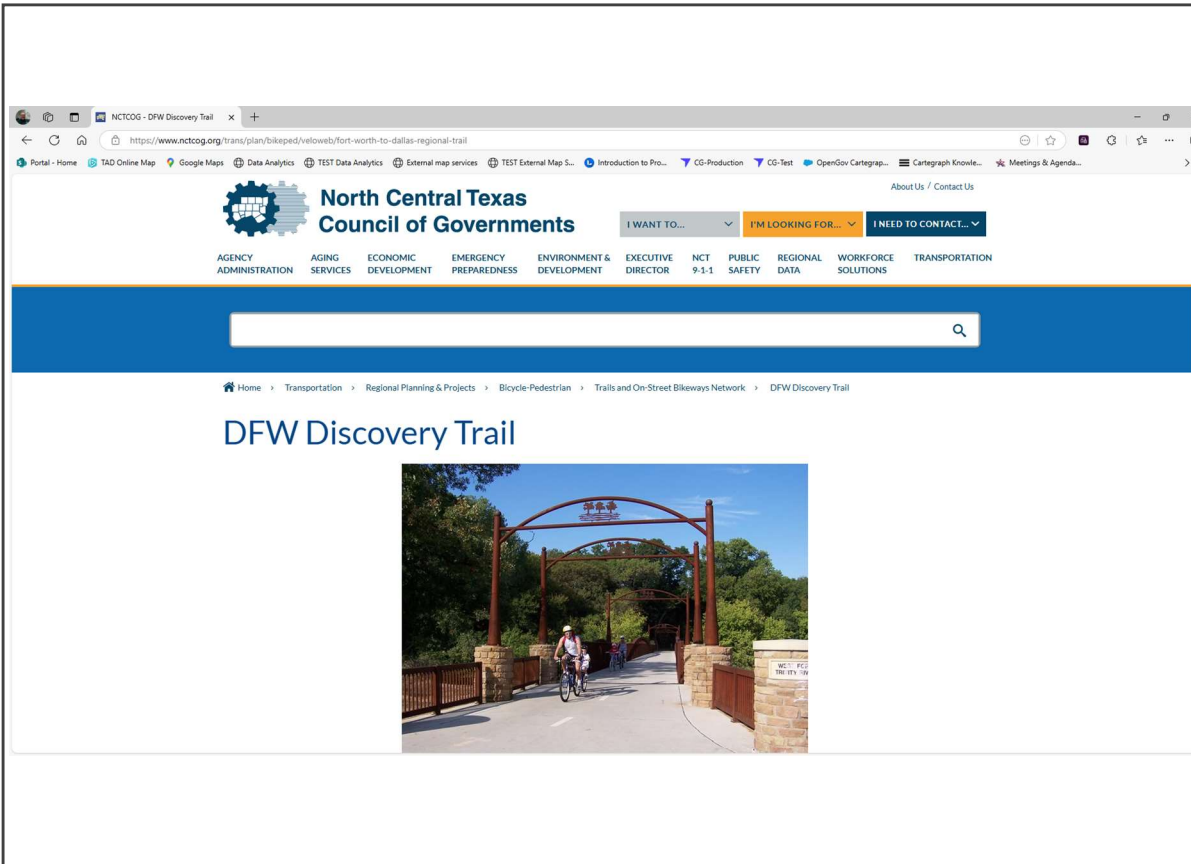 NCTCOG - DFW Discovery Trail
https://www.nctcog.org/trans/plan/bikeped/veloweb/fort-worth-to-dallas-regional-trail
Portal - Home TAD Online Map Google Maps Data Analytics TEST Data Analytics External map services TEST External Map S... Introduction to Pro... CG-Production CG-Test OpenGov Cartegrap... Cartegraph Knowle... Meetings & Agenda...
About Us / Contact Us
North Central Texas
Council of Governments
I WANT TO... I'M LOOKING FOR... I NEED TO CONTACT...
AGENCY ADMINISTRATION AGING SERVICES ECONOMIC DEVELOPMENT EMERGENCY PREPAREDNESS ENVIRONMENT & DEVELOPMENT EXECUTIVE DIRECTOR NCT 9-1-1 PUBLIC SAFETY REGIONAL DATA WORKFORCE SOLUTIONS TRANSPORTATION
Home › Transportation › Regional Planning & Projects › Bicycle-Pedestrian › Trails and On-Street Bikeways Network › DFW Discovery Trail
DFW Discovery Trail